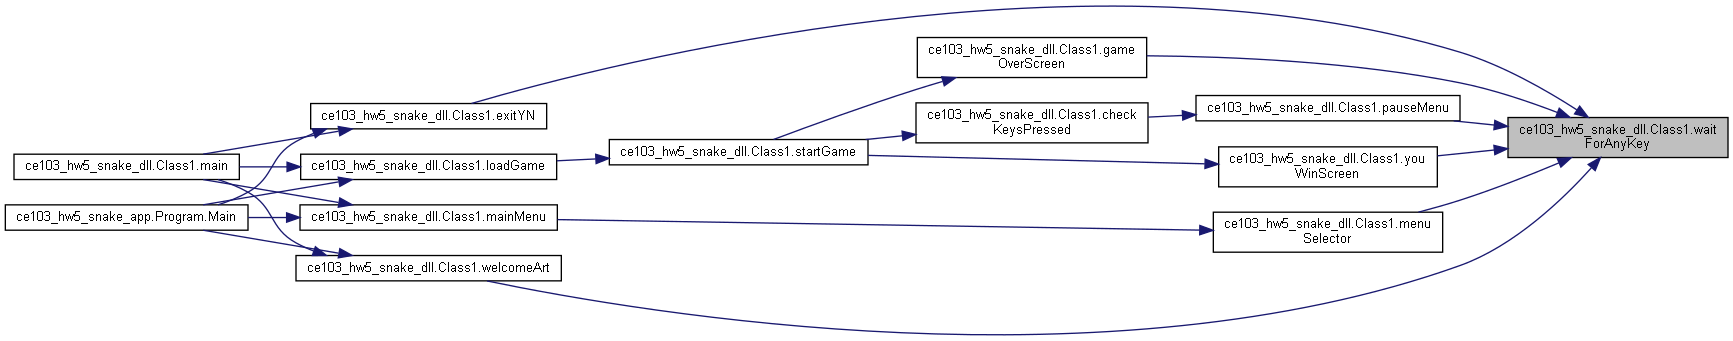 ce103_hw5_snake_dll.Class1.game
OverScreen
ce103_hw5_snake_dll.Class1.exitYN
ce103_hw5_snake_dll.Class1.check
KeysPressed
ce103_hw5_snake_dll.Class1.pauseMenu
ce103_hw5_snake_dll.Class1.wait
ForAnyKey
ce103_hw5_snake_dll.Class1.main
ce103_hw5_snake_dll.Class1.loadGame
ce103_hw5_snake_dll.Class1.startGame
ce103_hw5_snake_dll.Class1.you
WinScreen
ce103_hw5_snake_app.Program.Main
ce103_hw5_snake_dll.Class1.mainMenu
ce103_hw5_snake_dll.Class1.menu
Selector
ce103_hw5_snake_dll.Class1.welcomeArt